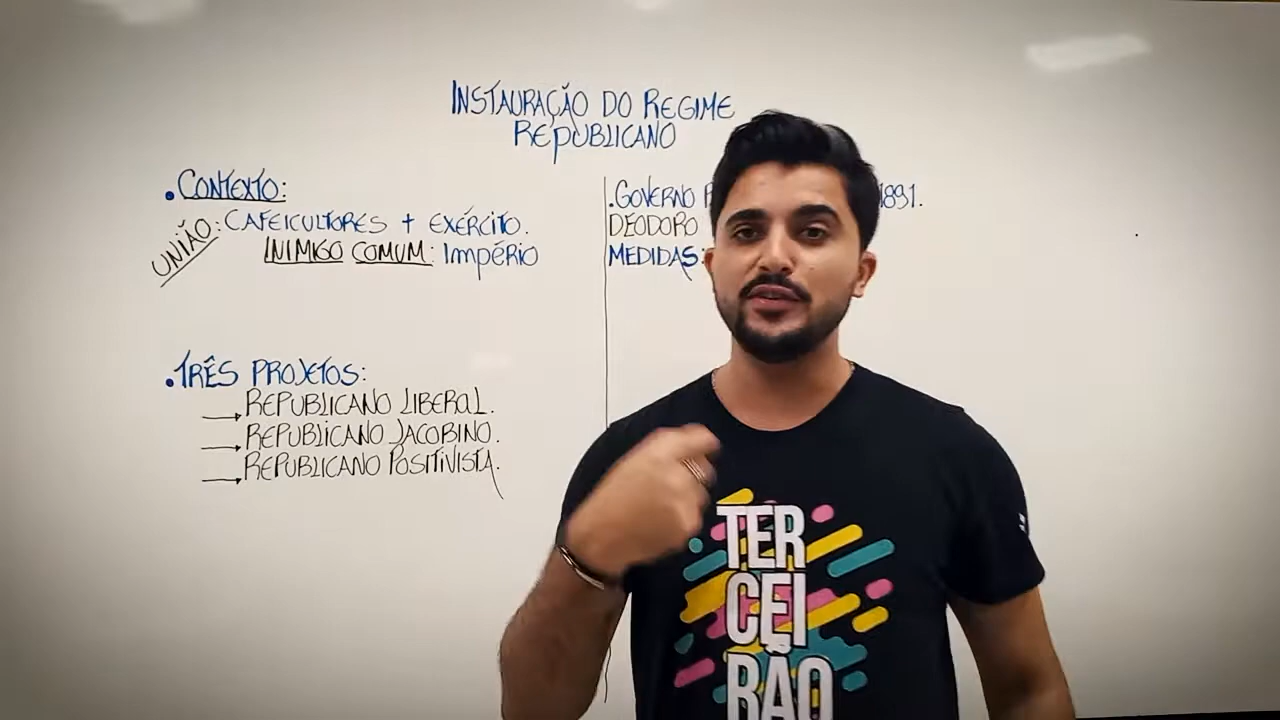 INSTAURAÇÃO DO REGIME
REPUBLICANO
.CONTEXTO:
UNIÃO: CAFEICULTORES + EXÉRCITO.
INIMIGO COMUM: IMPÉRIO
.TRÊS PROJETOS:
→ REPUBLICANO LIBERAL.
→ REPUBLICANO JACOBINO.
→ REPUBLICANO POSITIVISTA.
.GOVERNO 1891.
DEODORO
MEDIDAS:
TER
CEI
RÃO